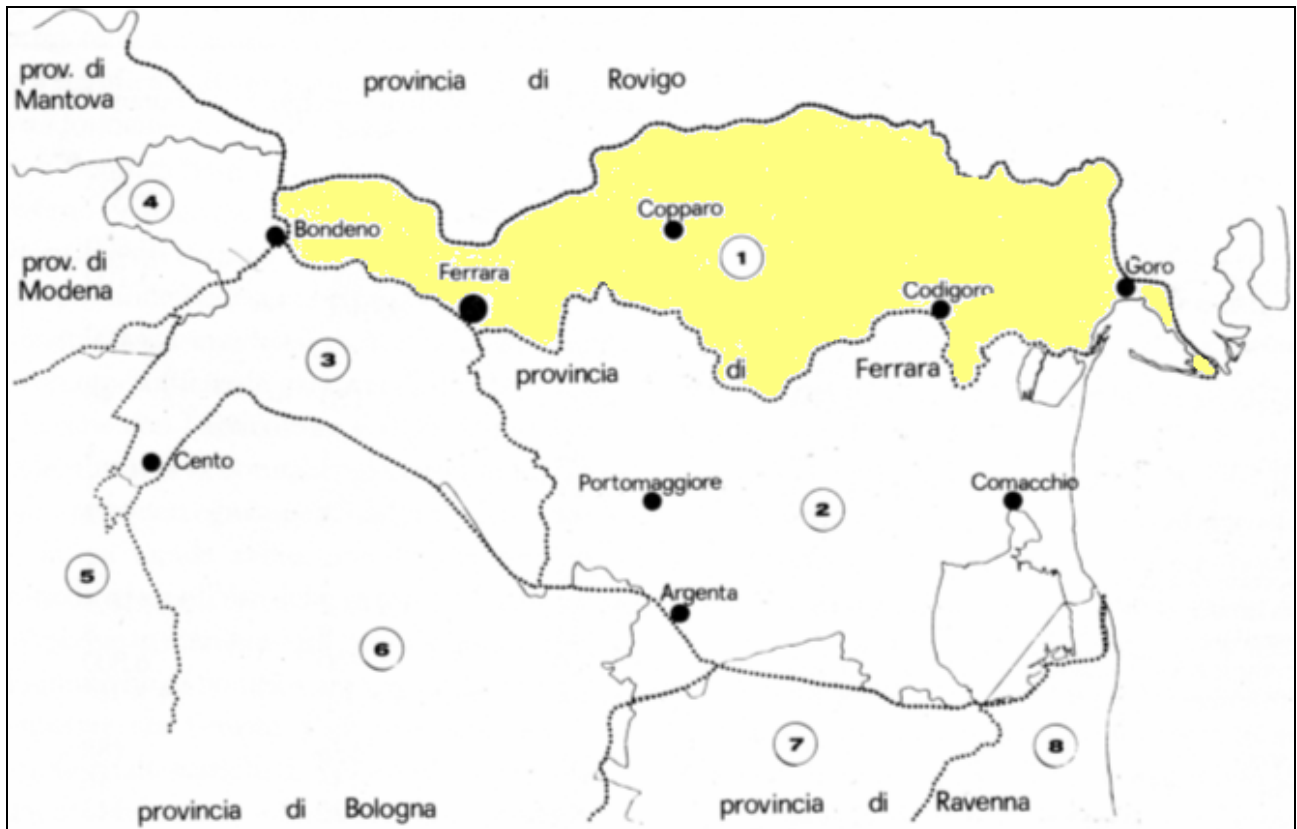 prov. di
Mantova
provincia di Rovigo
4
Copparo
Bondeno
1
prov. di
Modena
Ferrara
Goro
Codigoro
3
provincia di Ferrara
Cento
Portomaggiore
2
Comacchio
5
Argenta
6
7
8
provincia di Bologna
provincia di Ravenna